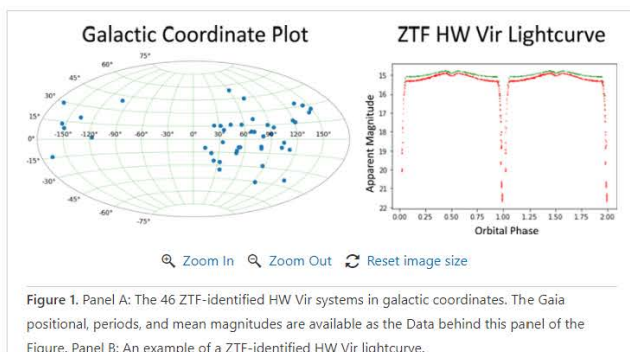 Galactic Coordinate Plot
ZTF HW Vir Lightcurve
75°
60°
45°
30°
15°
0°
-15°
-30°
-45°
-60°
-75°
-150° -120° -90° -60° -30° 0° 30° 60° 90° 120° 150°
Apparent Magnitude
15
16
17
18
19
20
21
22
0.00 0.25 0.50 0.75 1.00 1.25 1.50 1.75 2.00
Orbital Phase
Zoom In Zoom Out Reset image size
Figure 1. Panel A: The 46 ZTF-identified HW Vir systems in galactic coordinates. The Gaia
positional, periods, and mean magnitudes are available as the Data behind this panel of the
Figure. Panel B: An example of a ZTF-identified HW Vir lightcurve.